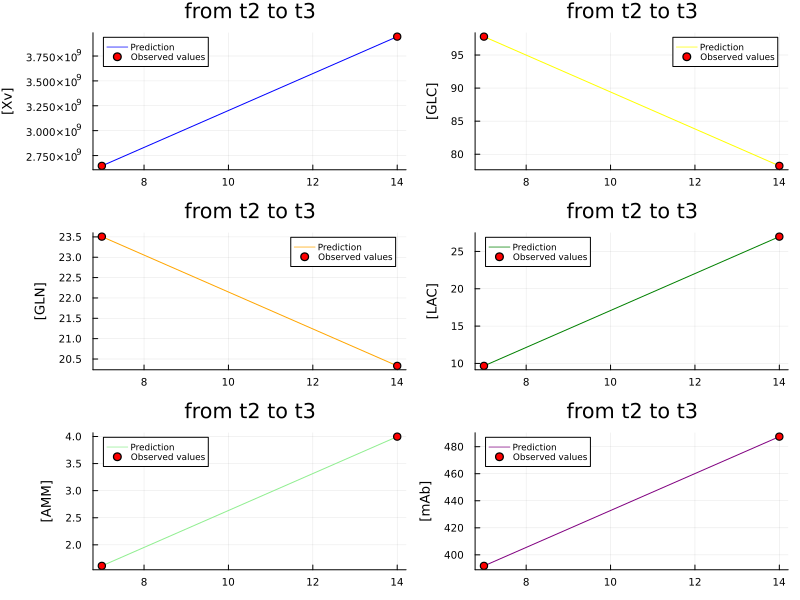 from t2 to t3
[Xv]
Prediction
Observed values
3.750×10⁹
3.500×10⁹
3.250×10⁹
3.000×10⁹
2.750×10⁹
8 10 12 14
from t2 to t3
[GLC]
Prediction
Observed values
95
90
85
80
8 10 12 14
from t2 to t3
[GLN]
Prediction
Observed values
23.5
23.0
22.5
22.0
21.5
21.0
20.5
8 10 12 14
from t2 to t3
[LAC]
Prediction
Observed values
25
20
15
10
8 10 12 14
from t2 to t3
[AMM]
Prediction
Observed values
4.0
3.5
3.0
2.5
2.0
8 10 12 14
from t2 to t3
[mAb]
Prediction
Observed values
480
460
440
420
400
8 10 12 14